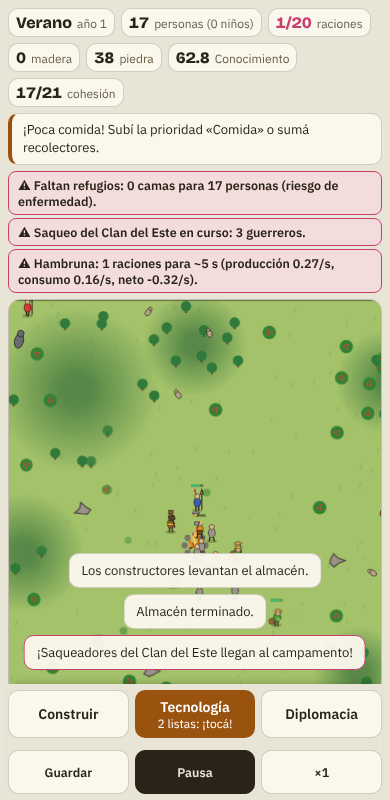 Verano año 1
17 personas (0 niños)
1/20 raciones
0 madera
38 piedra
62.8 Conocimiento
17/21 cohesión
¡Poca comida! Subí la prioridad «Comida» o sumá
recolectores.
⚠ Faltan refugios: 0 camas para 17 personas (riesgo de
enfermedad).
⚠ Saqueo del Clan del Este en curso: 3 guerreros.
⚠ Hambruna: 1 raciones para ~5 s (producción 0.27/s,
consumo 0.16/s, neto -0.32/s).
Los constructores levantan el almacén.
Almacén terminado.
¡Saqueadores del Clan del Este llegan al campamento!
Construir
Tecnología
2 listas: ¡tocá!
Diplomacia
Guardar
Pausa
×1